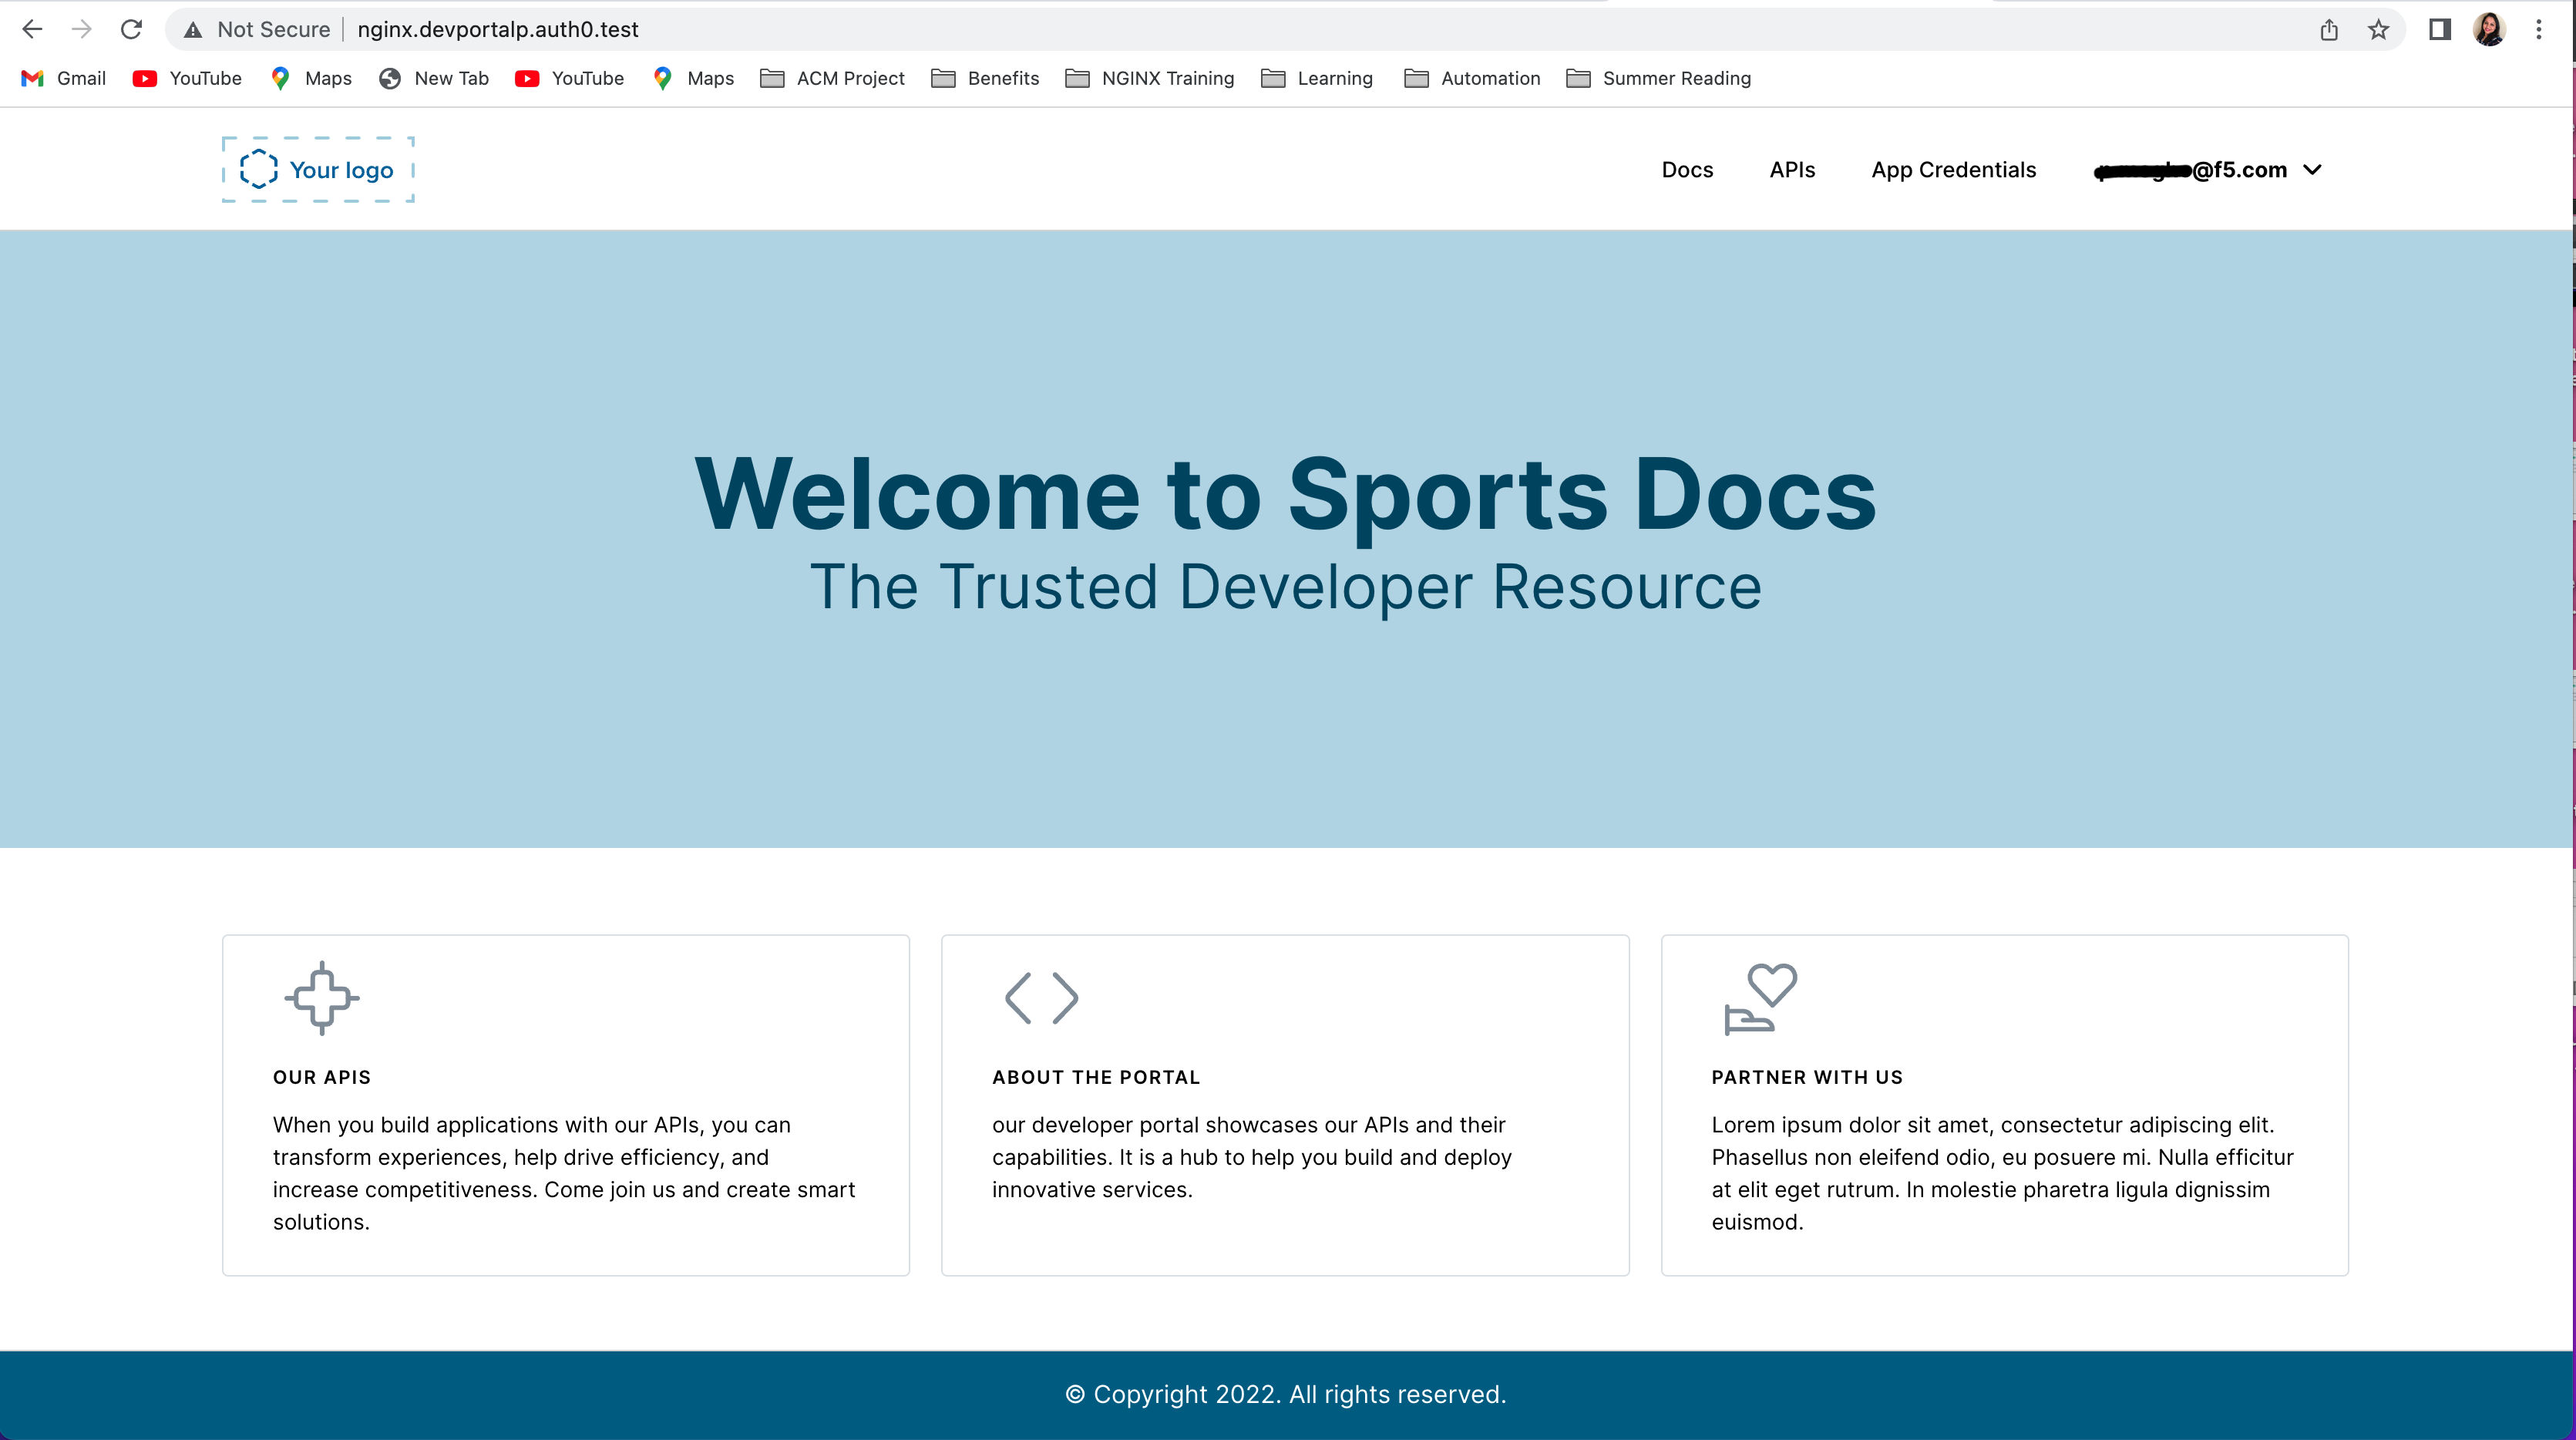 Not Secure nginx.devportalp.auth0.test
Gmail YouTube Maps New Tab YouTube Maps ACM Project Benefits NGINX Training Learning Automation Summer Reading
Your logo Docs APIs App Credentials @f5.com
Welcome to Sports Docs
The Trusted Developer Resource
OUR APIS
When you build applications with our APIs, you can
transform experiences, help drive efficiency, and
increase competitiveness. Come join us and create smart
solutions.
ABOUT THE PORTAL
our developer portal showcases our APIs and their
capabilities. It is a hub to help you build and deploy
innovative services.
PARTNER WITH US
Lorem ipsum dolor sit amet, consectetur adipiscing elit.
Phasellus non eleifend odio, eu posuere mi. Nulla efficitur
at elit eget rutrum. In molestie pharetra ligula dignissim
euismod.
© Copyright 2022. All rights reserved.